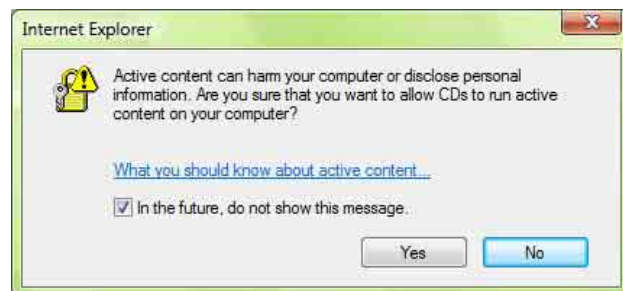 Internet Explorer
Active content can harm your computer or disclose personal
information. Are you sure that you want to allow CDs to run active
content on your computer?
What you should know about active content...
In the future, do not show this message.
Yes No